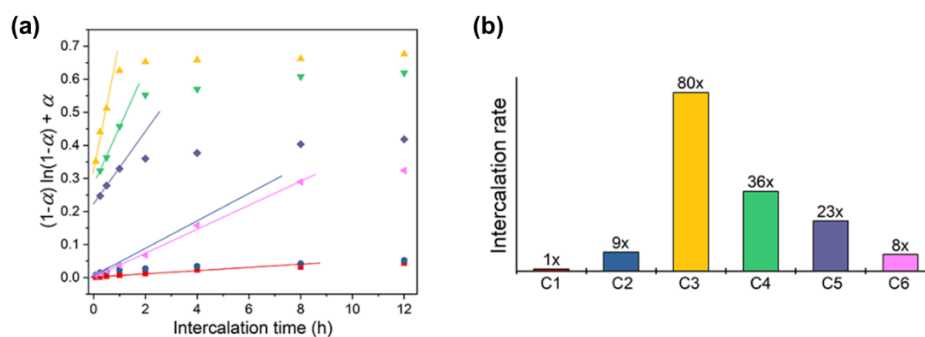 (a)
(1-α) ln(1-α) + α
0.7
0.6
0.5
0.4
0.3
0.2
0.1
0.0
0 2 4 6 8 10 12
Intercalation time (h)
(b)
Intercalation rate
1x 9x 80x 36x 23x 8x
C1 C2 C3 C4 C5 C6